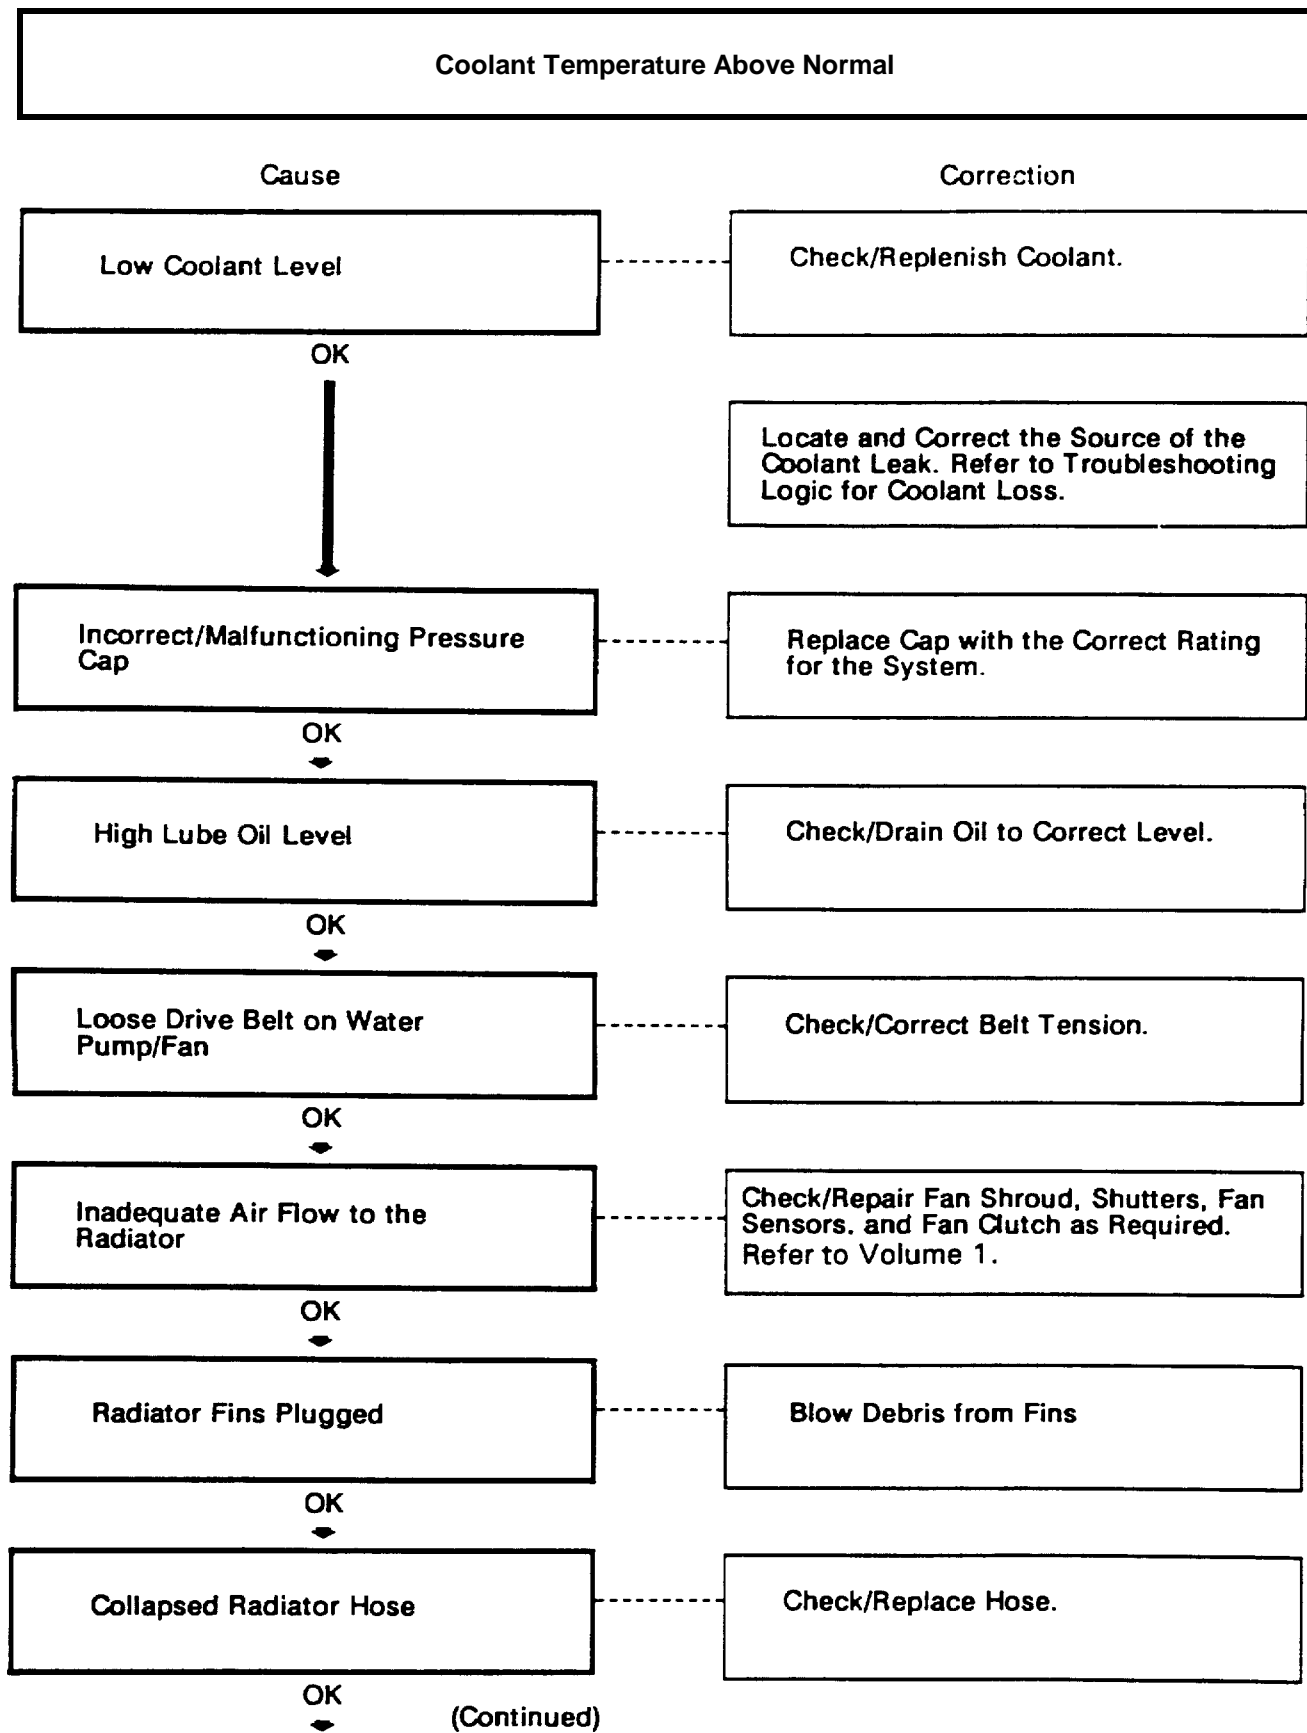 Coolant Temperature Above Normal
Cause
Correction
Low Coolant Level
Check/Replenish Coolant.
OK
Locate and Correct the Source of the
Coolant Leak. Refer to Troubleshooting
Logic for Coolant Loss.
Incorrect/Malfunctioning Pressure
Cap
Replace Cap with the Correct Rating
for the System.
OK
High Lube Oil Level
Check/Drain Oil to Correct Level.
OK
Loose Drive Belt on Water
Pump/Fan
Check/Correct Belt Tension.
OK
Inadequate Air Flow to the
Radiator
Check/Repair Fan Shroud, Shutters, Fan
Sensors, and Fan Clutch as Required.
Refer to Volume 1.
OK
Radiator Fins Plugged
Blow Debris from Fins
OK
Collapsed Radiator Hose
Check/Replace Hose.
OK
(Continued)